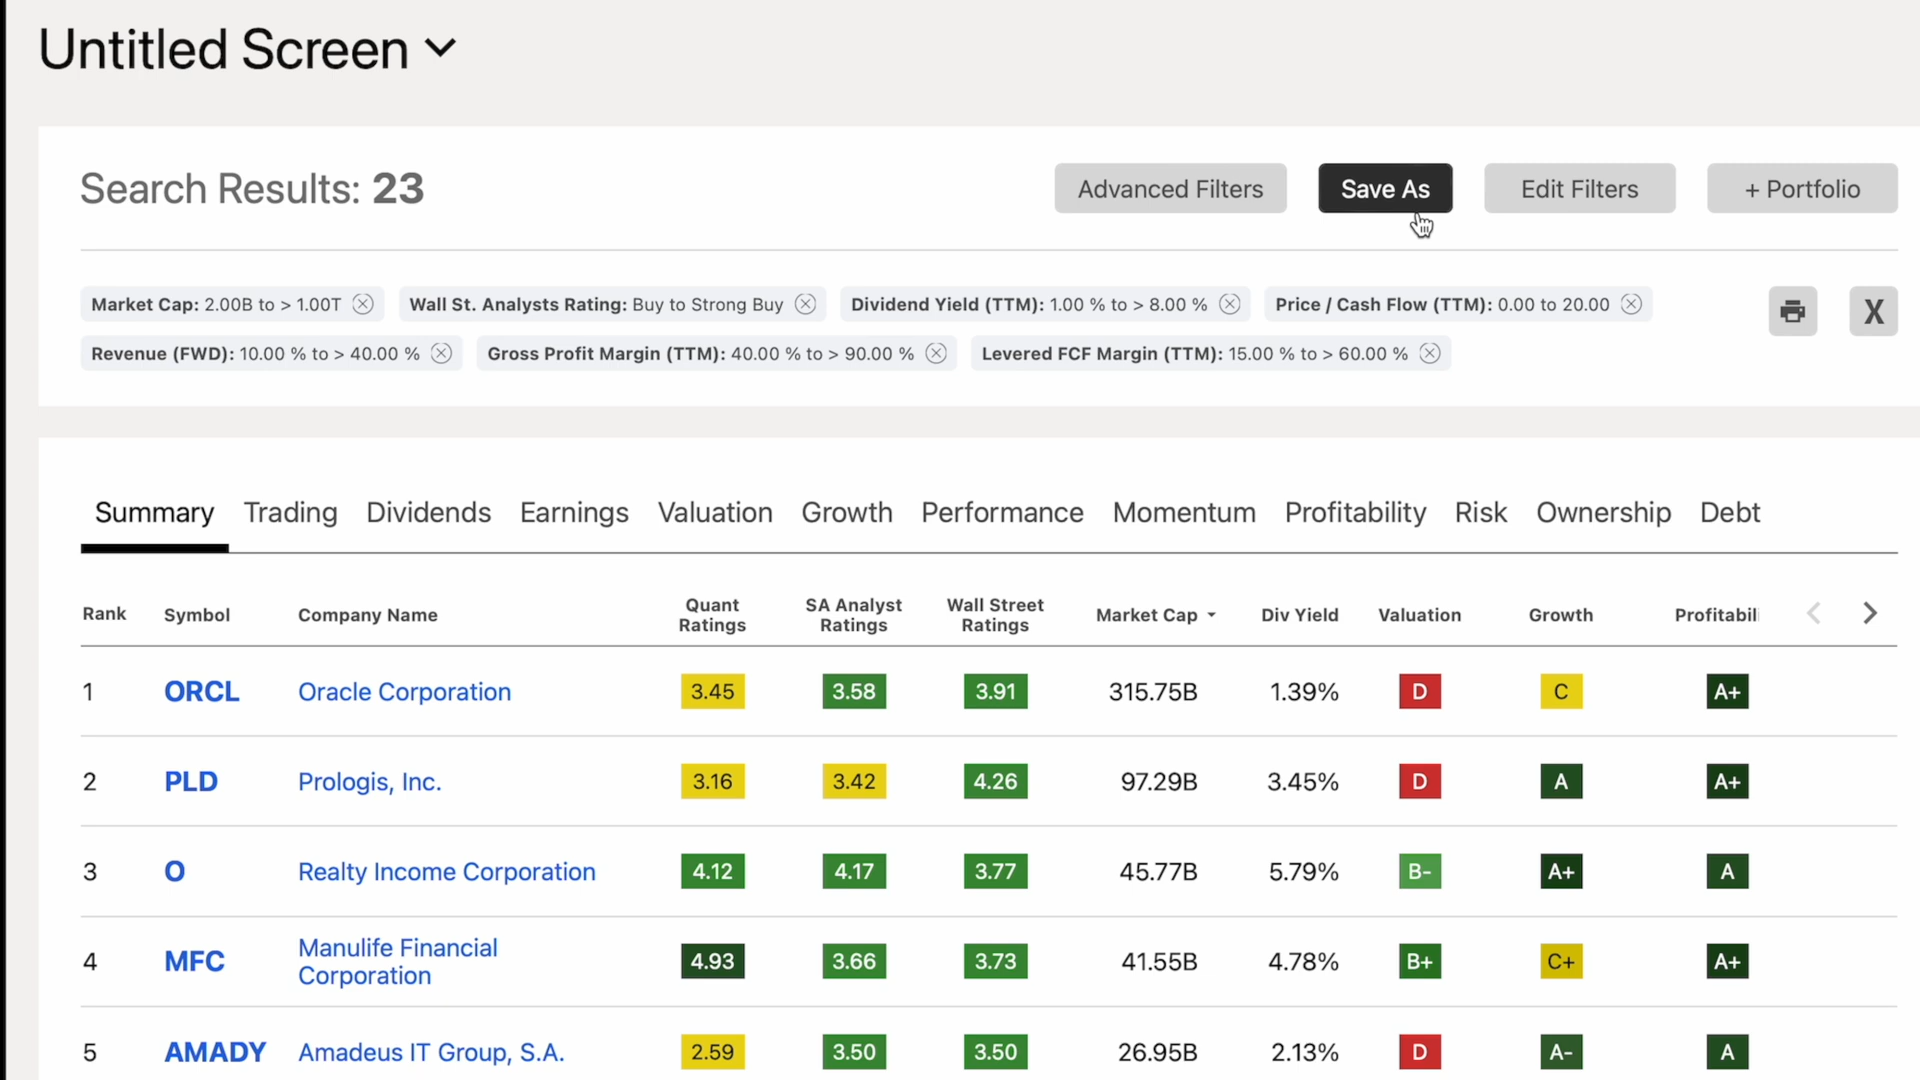 Untitled Screen
Search Results: 23
Advanced Filters
Save As
Edit Filters
+ Portfolio
Market Cap: 2.00B to > 1.00T
Wall St. Analysts Rating: Buy to Strong Buy
Dividend Yield (TTM): 1.00 % to > 8.00 %
Price / Cash Flow (TTM): 0.00 to 20.00
Revenue (FWD): 10.00 % to > 40.00 %
Gross Profit Margin (TTM): 40.00 % to > 90.00 %
Levered FCF Margin (TTM): 15.00 % to > 60.00 %
X
Summary Trading Dividends Earnings Valuation Growth Performance Momentum Profitability Risk Ownership Debt
Rank Symbol Company Name Quant Ratings SA Analyst Ratings Wall Street Ratings Market Cap Div Yield Valuation Growth Profitabil
1 ORCL Oracle Corporation 3.45 3.58 3.91 315.75B 1.39% D C A+
2 PLD Prologis, Inc. 3.16 3.42 4.26 97.29B 3.45% D A A+
3 O Realty Income Corporation 4.12 4.17 3.77 45.77B 5.79% B- A+ A
4 MFC Manulife Financial Corporation 4.93 3.66 3.73 41.55B 4.78% B+ C+ A+
5 AMADY Amadeus IT Group, S.A. 2.59 3.50 3.50 26.95B 2.13% D A- A